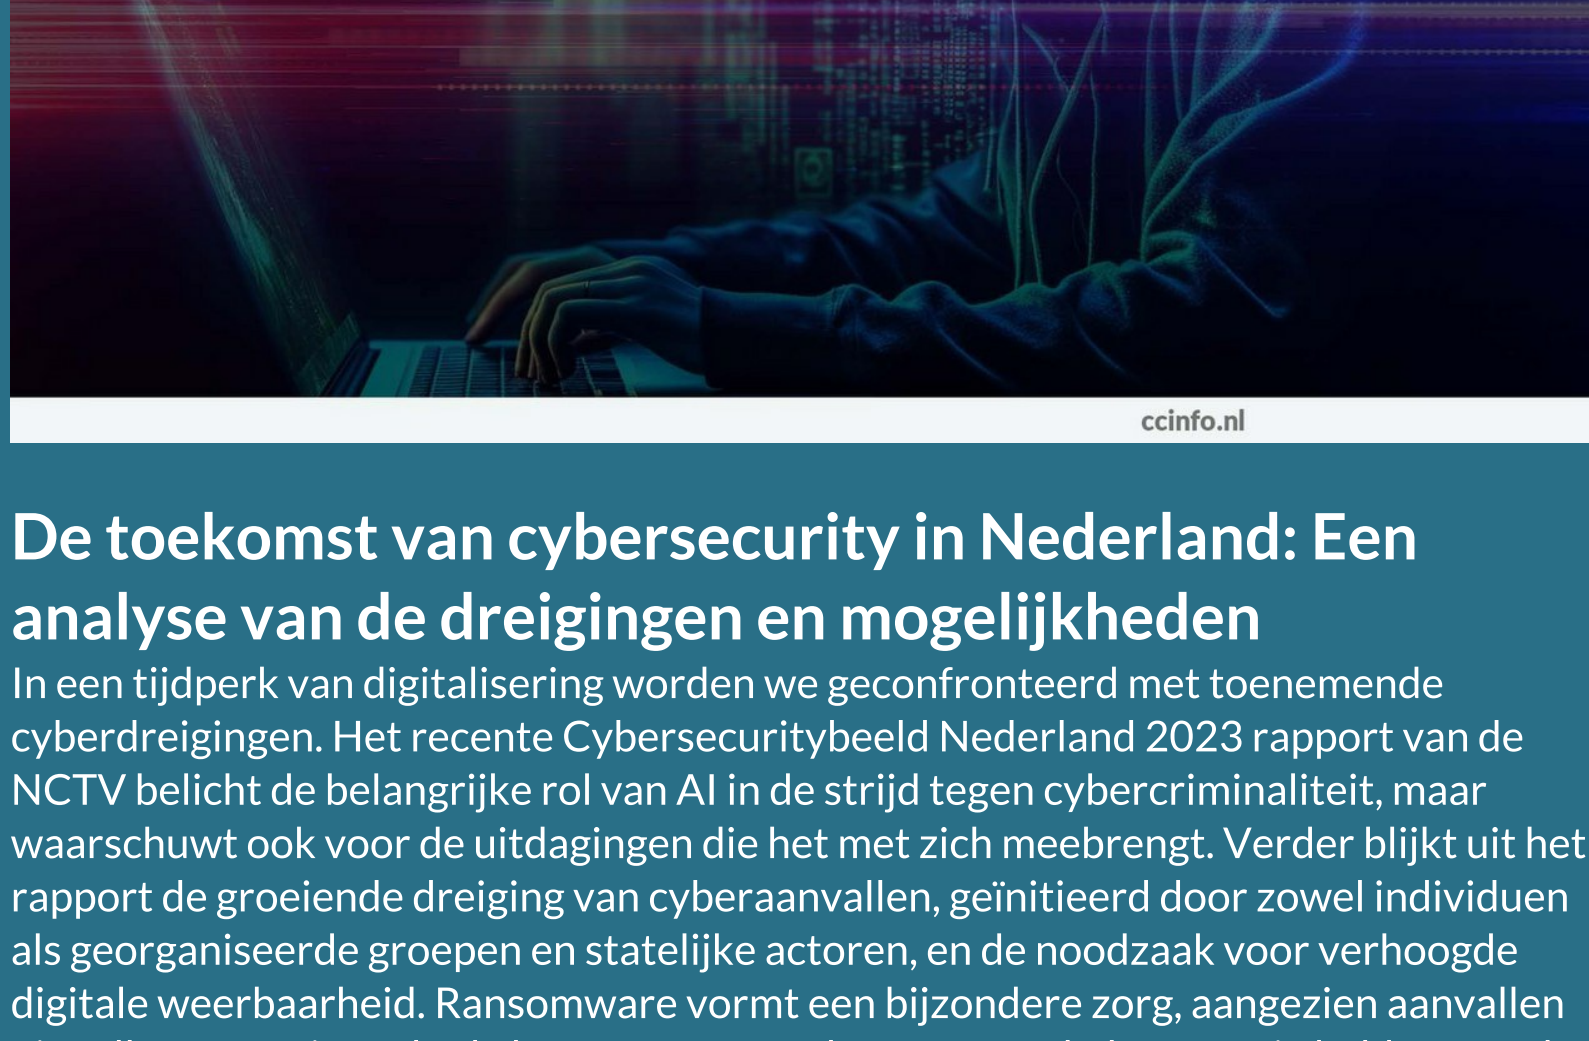 ccinfo.nl
De toekomst van cybersecurity in Nederland: Een
analyse van de dreigingen en mogelijkheden
In een tijdperk van digitalisering worden we geconfronteerd met toenemende
cyberdreigingen. Het recente Cybersecuritybeeld Nederland 2023 rapport van de
NCTV belicht de belangrijke rol van AI in de strijd tegen cybercriminaliteit, maar
waarschuwt ook voor de uitdagingen die het met zich meebrengt. Verder blijkt uit het
rapport de groeiende dreiging van cyberaanvallen, geïnitieerd door zowel individuen
als georganiseerde groepen en statelijke actoren, en de noodzaak voor verhoogde
digitale weerbaarheid. Ransomware vormt een bijzondere zorg, aangezien aanvallen